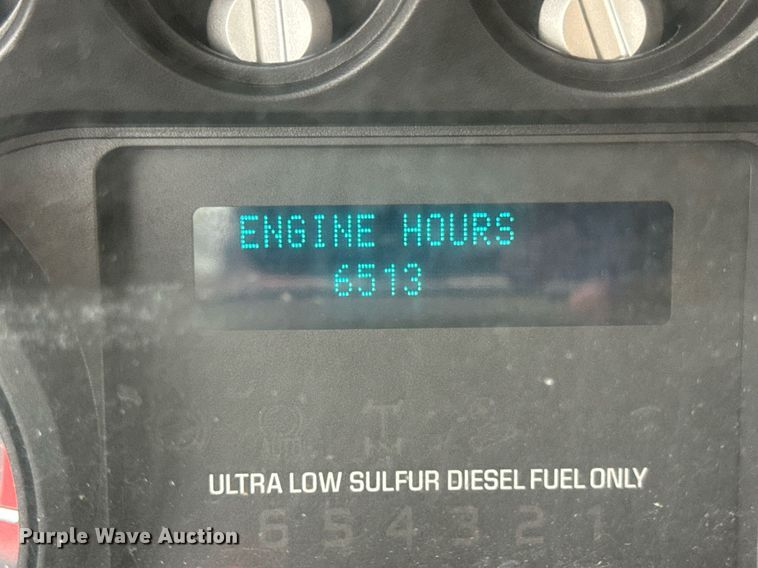 ENGINE HOURS
6513
ULTRA LOW SULFUR DIESEL FUEL ONLY
6 5 4 3 2 1
Purple Wave Auction